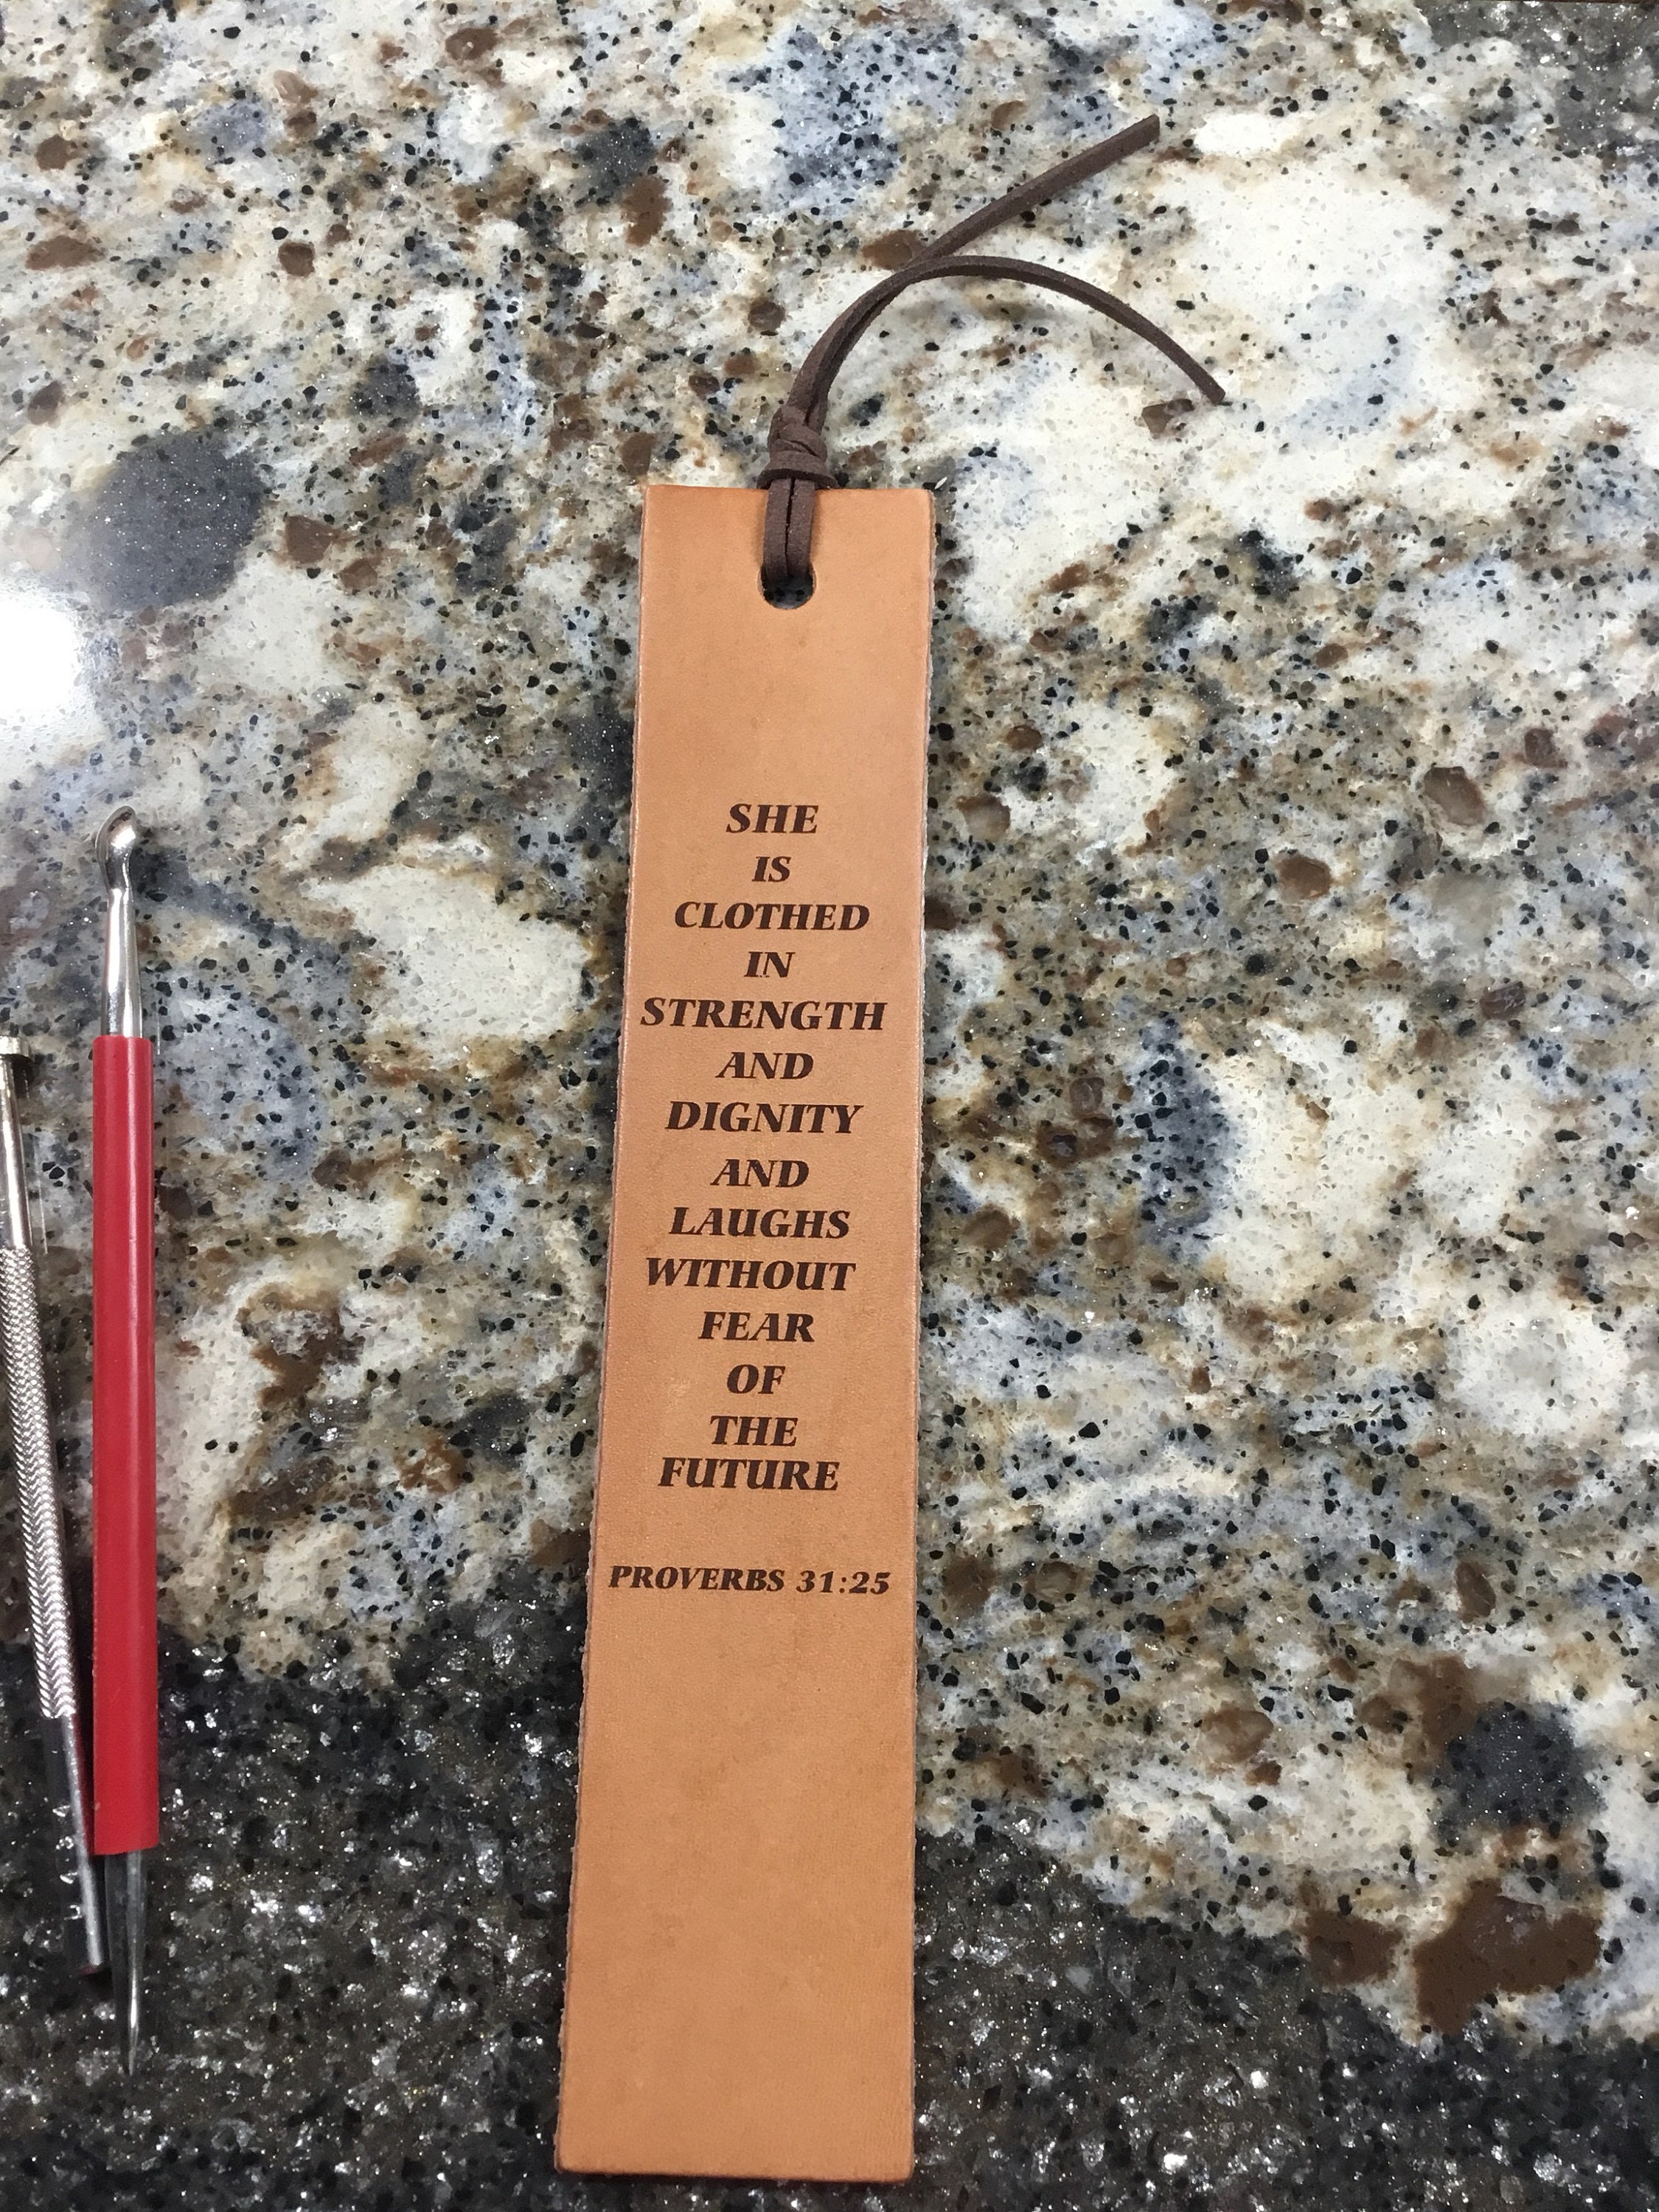 SHE
IS
CLOTHED
IN
STRENGTH
AND
DIGNITY
AND
LAUGHS
WITHOUT
FEAR
OF
THE
FUTURE
PROVERBS 31:25